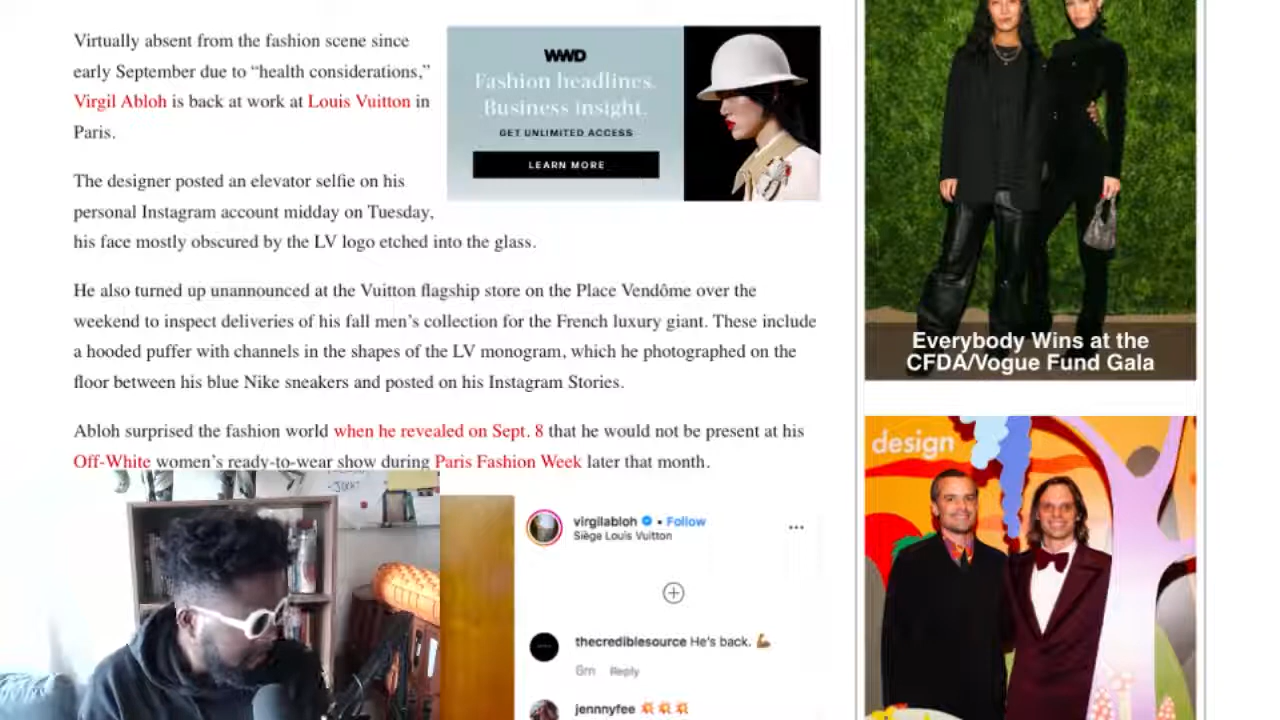 Virtually absent from the fashion scene since
early September due to “health considerations,”
Virgil Abloh is back at work at Louis Vuitton in
Paris.
The designer posted an elevator selfie on his
personal Instagram account midday on Tuesday,
his face mostly obscured by the LV logo etched into the glass.
He also turned up unannounced at the Vuitton flagship store on the Place Vendôme over the
weekend to inspect deliveries of his fall men’s collection for the French luxury giant. These include
a hooded puffer with channels in the shapes of the LV monogram, which he photographed on the
floor between his blue Nike sneakers and posted on his Instagram Stories.
Abloh surprised the fashion world when he revealed on Sept. 8 that he would not be present at his
Off-White women’s ready-to-wear show during Paris Fashion Week later that month.
WWD
Fashion headlines.
Business insight.
GET UNLIMITED ACCESS
LEARN MORE
virgilabloh • Follow
Siège Louis Vuitton
thecrediblesource He's back. 💪🏾
6m Reply
jennnyfee 💥💥💥
Everybody Wins at the
CFDA/Vogue Fund Gala
design